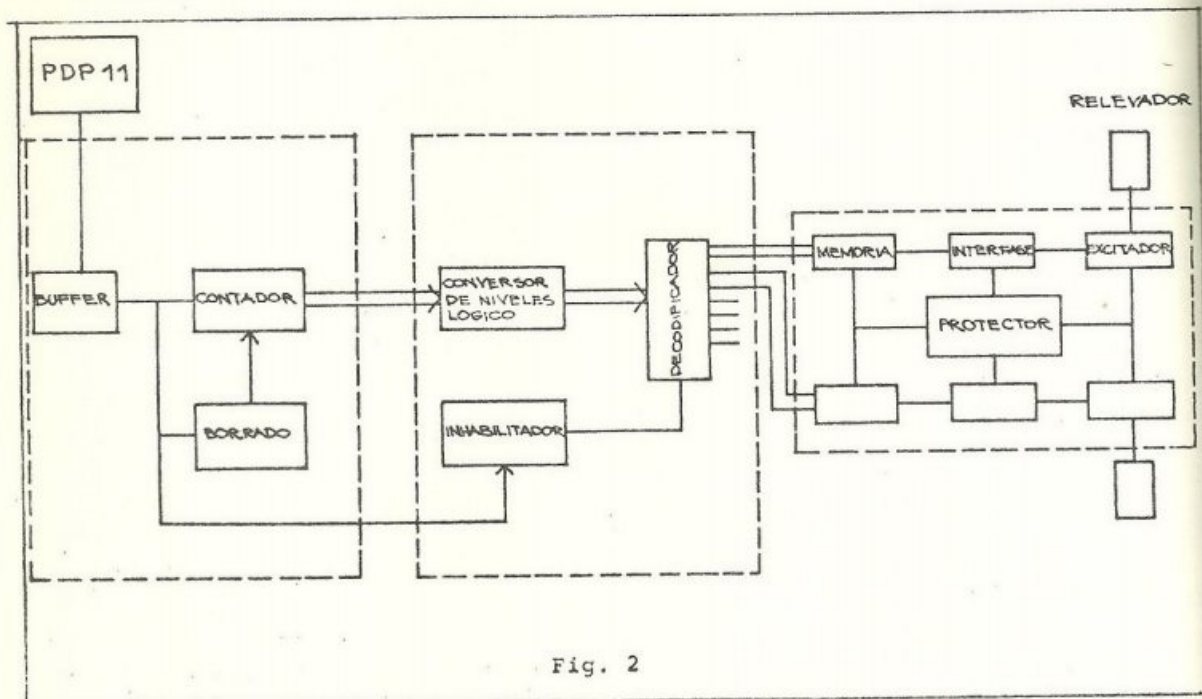 PDP 11
RELEVADOR
BUFFER
CONTADOR
BORRADO
CONVERSOR
DE NIVELES
LOGICO
INHABILITADOR
DECODIFICADOR
MEMORIA
INTERFASE
EXCITADOR
PROTECTOR
Fig. 2